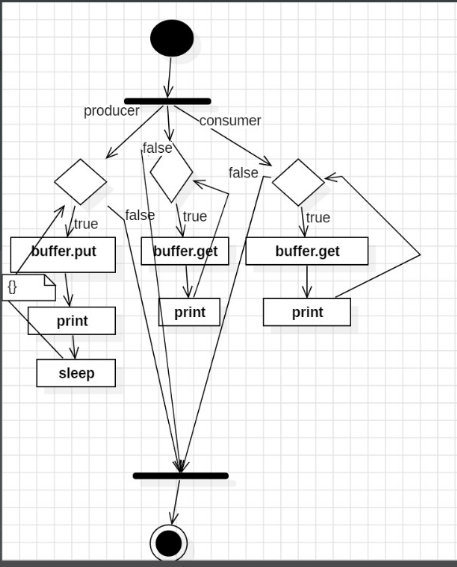 producer
consumer
false
false
true
false
true
true
buffer.put
buffer.get
buffer.get
{}
print
print
print
sleep